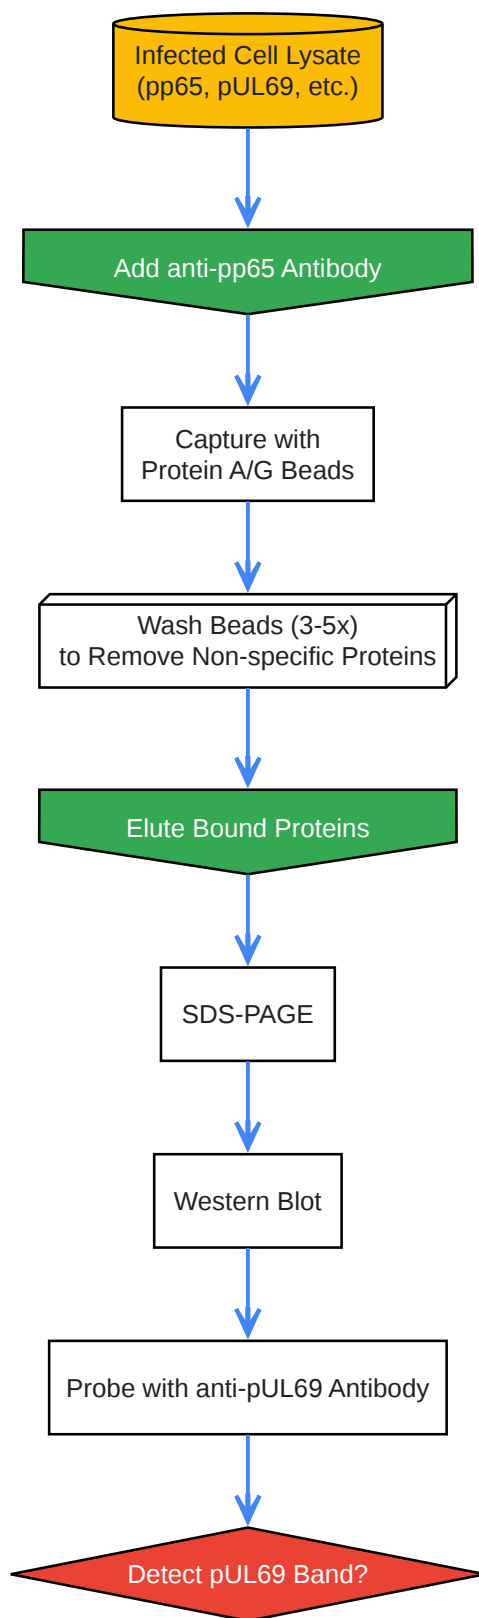 Infected Cell Lysate
(pp65, pUL69, etc.)
Add anti-pp65 Antibody
Capture with
Protein A/G Beads
Wash Beads (3-5x)
to Remove Non-specific Proteins
Elute Bound Proteins
SDS-PAGE
Western Blot
Probe with anti-pUL69 Antibody
Detect pUL69 Band?